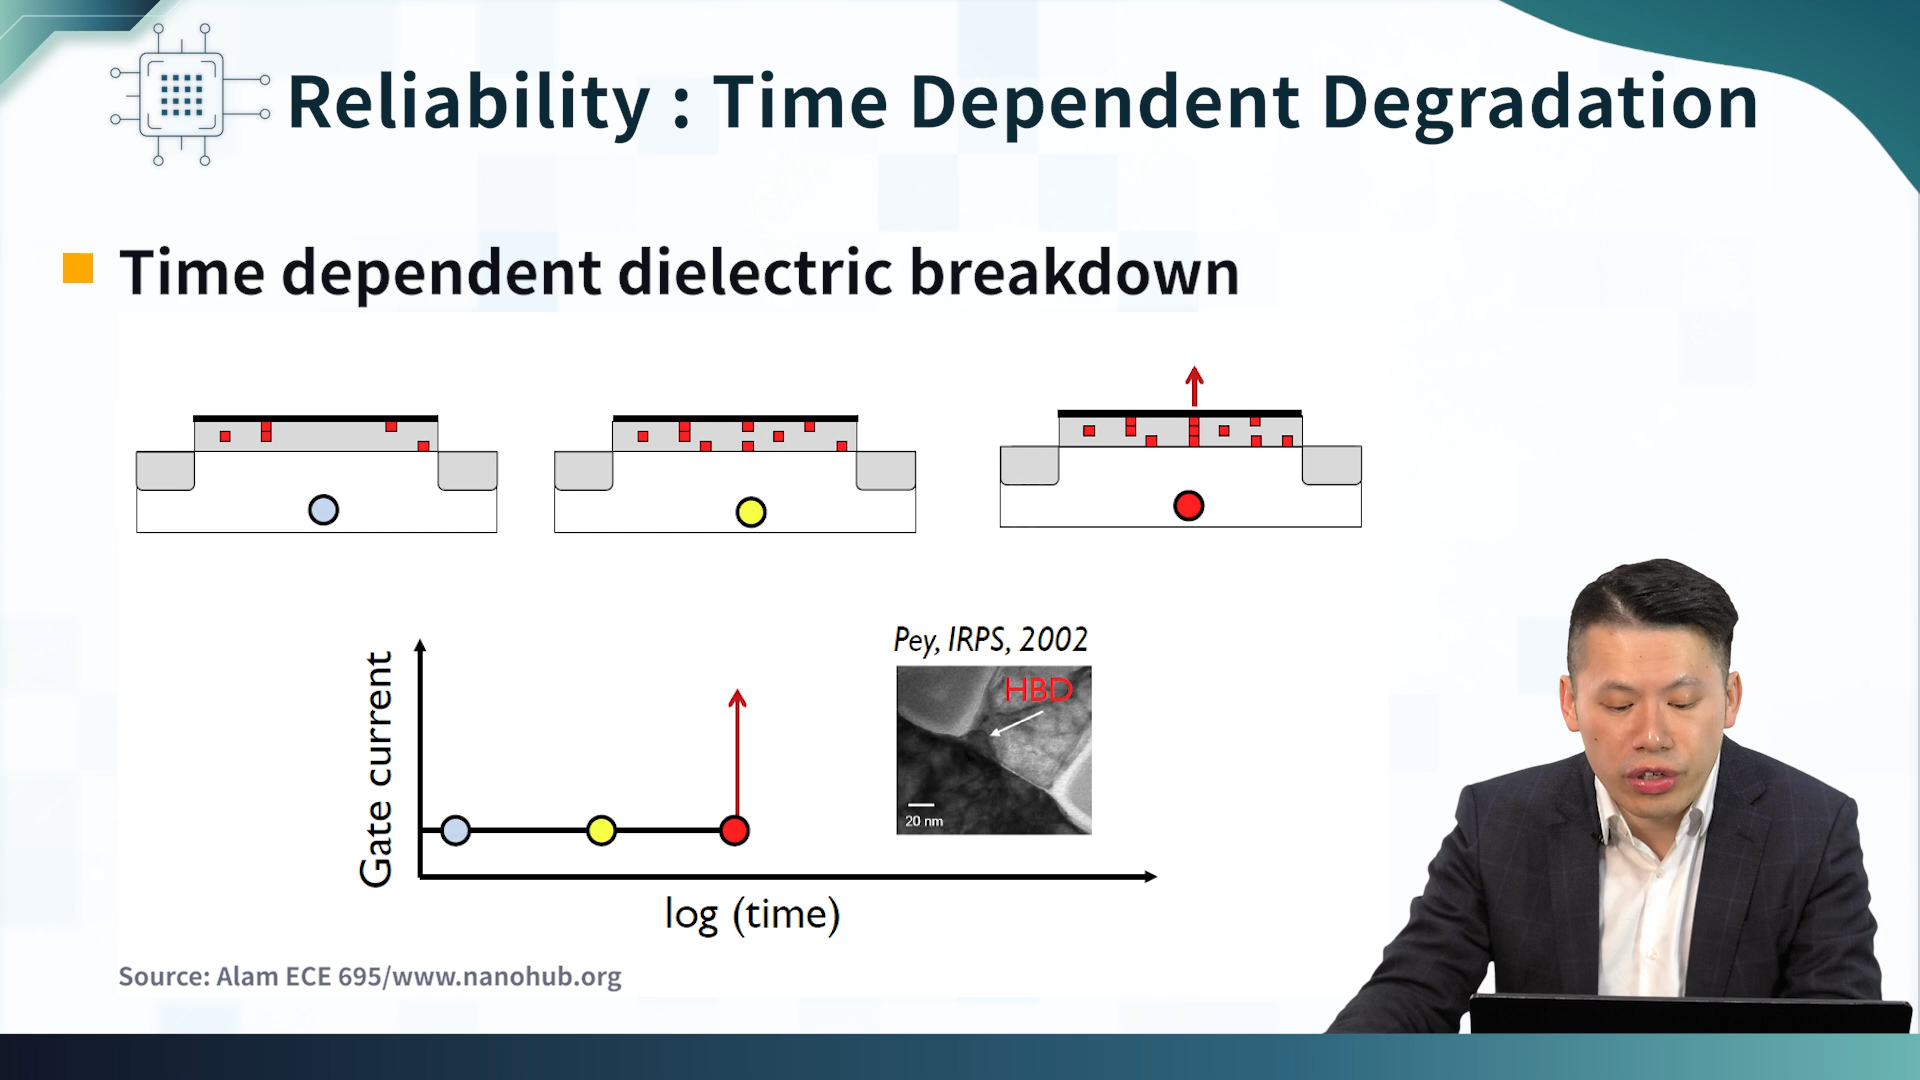 Reliability : Time Dependent Degradation
Time dependent dielectric breakdown
Pey, IRPS, 2002
HBD
20 nm
Gate current
log (time)
Source: Alam ECE 695/www.nanohub.org